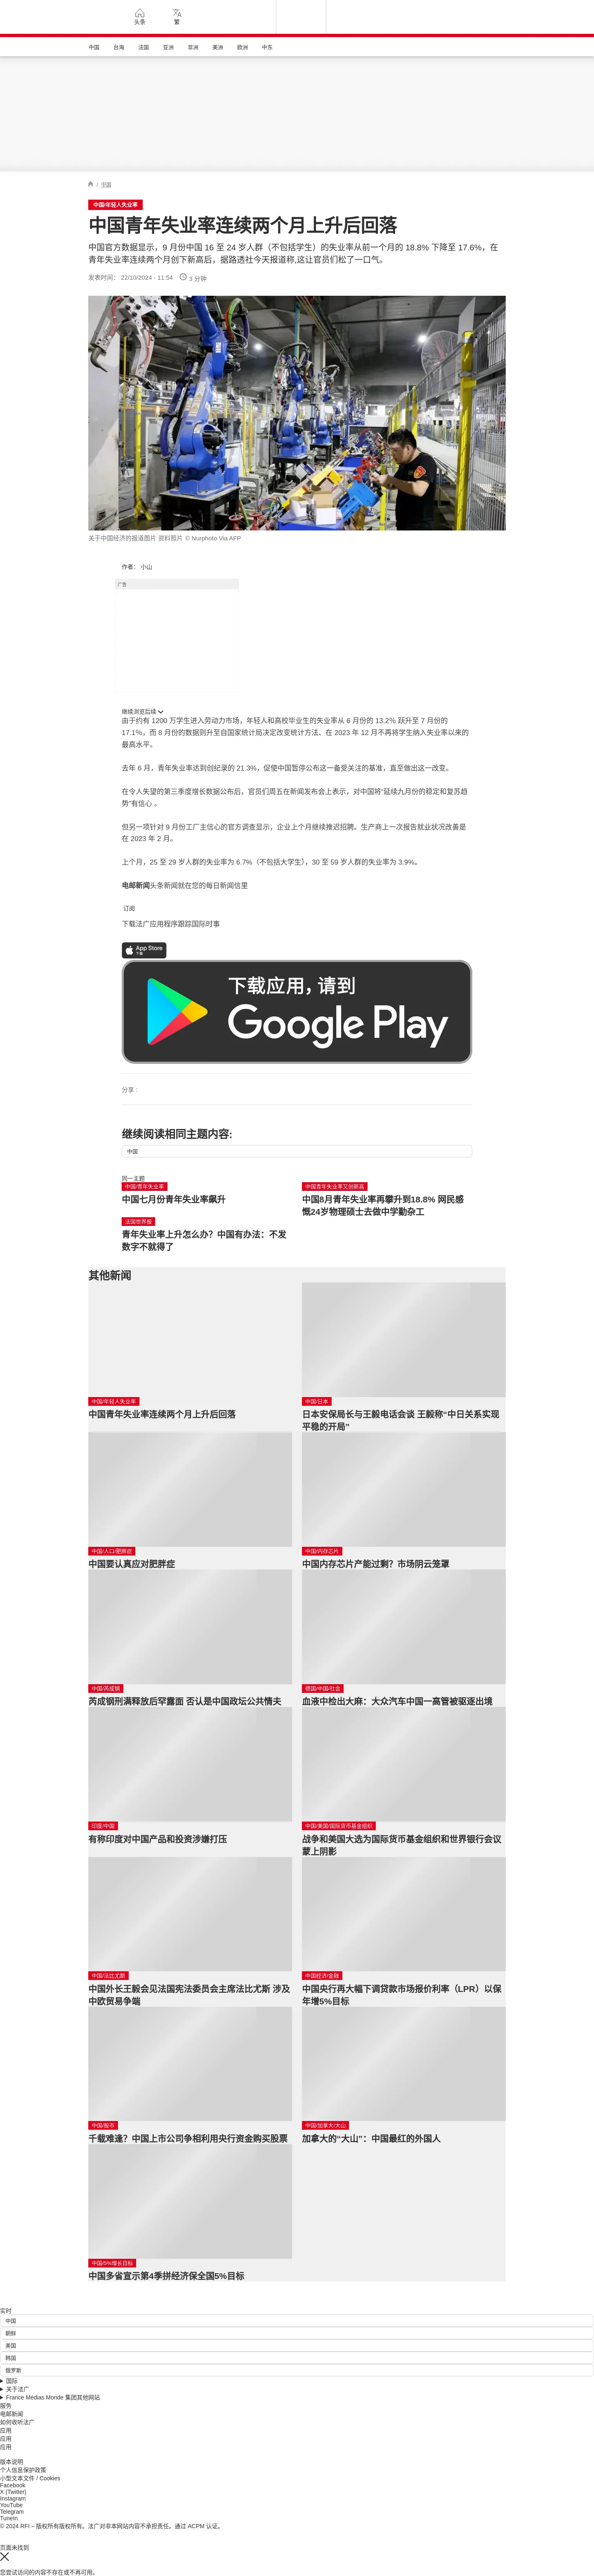 头条
繁
中国
台海
法国
亚洲
非洲
美洲
欧洲
中东
/ 中国
中国/年轻人失业率
中国青年失业率连续两个月上升后回落
中国官方数据显示，9 月份中国 16 至 24 岁人群（不包括学生）的失业率从前一个月的 18.8% 下降至 17.6%，在
青年失业率连续两个月创下新高后，据路透社今天报道称,这让官员们松了一口气。
发表时间： 22/10/2024 - 11:54
3 分钟
关于中国经济的报道图片 资料照片 © Nurphoto Via AFP
作者： 小山
广告
继续浏览后续
由于约有 1200 万学生进入劳动力市场，年轻人和高校毕业生的失业率从 6 月份的 13.2% 跃升至 7 月份的
17.1%，而 8 月份的数据则升至自国家统计局决定改变统计方法、在 2023 年 12 月不再将学生纳入失业率以来的
最高水平。
去年 6 月，青年失业率达到创纪录的 21.3%，促使中国暂停公布这一备受关注的基准，直至做出这一改变。
在令人失望的第三季度增长数据公布后，官员们周五在新闻发布会上表示，对中国将“延续九月份的稳定和复苏趋
势”有信心 。
但另一项针对 9 月份工厂主信心的官方调查显示，企业上个月继续推迟招聘。生产商上一次报告就业状况改善是
在 2023 年 2 月。
上个月，25 至 29 岁人群的失业率为 6.7%（不包括大学生），30 至 59 岁人群的失业率为 3.9%。
电邮新闻头条新闻就在您的每日新闻信里
订阅
下载法广应用程序跟踪国际时事
App Store
下载
下载应用，请到
Google Play
分享 :
继续阅读相同主题内容:
中国
同一主题
中国/青年失业率
中国七月份青年失业率飙升
中国青年失业率又创新高
中国8月青年失业率再攀升到18.8% 网民感
慨24岁物理硕士去做中学勤杂工
法国世界报
青年失业率上升怎么办？中国有办法：不发
数字不就得了
其他新闻
中国/年轻人失业率
中国青年失业率连续两个月上升后回落
中国/日本
日本安保局长与王毅电话会谈 王毅称“中日关系实现
平稳的开局”
中国/人口/肥胖症
中国要认真应对肥胖症
中国/内存芯片
中国内存芯片产能过剩？市场阴云笼罩
中国/芮成钢
芮成钢刑满释放后罕露面 否认是中国政坛公共情夫
德国/中国/社会
血液中检出大麻：大众汽车中国一高管被驱逐出境
印度/中国
有称印度对中国产品和投资涉嫌打压
中国/美国/国际货币基金组织
战争和美国大选为国际货币基金组织和世界银行会议
蒙上阴影
中国/法比尤斯
中国外长王毅会见法国宪法委员会主席法比尤斯 涉及
中欧贸易争端
中国经济/金融
中国央行再大幅下调贷款市场报价利率（LPR）以保
年增5%目标
中国/股市
千载难逢？中国上市公司争相利用央行资金购买股票
中国/加拿大/大山
加拿大的“大山”：中国最红的外国人
中国/5%增长目标
中国多省宣示第4季拼经济保全国5%目标
实时
中国
朝鲜
美国
韩国
俄罗斯
国际
关于法广
France Médias Monde 集团其他网站
服务
电邮新闻
如何收听法广
应用
应用
应用
版本说明
个人信息保护政策
小型文本文件 / Cookies
Facebook
X (Twitter)
Instagram
YouTube
Telegram
TuneIn
© 2024 RFI – 版权所有版权所有。法广对非本网站内容不承担责任。通过 ACPM 认证。
页面未找到
您尝试访问的内容不存在或不再可用。